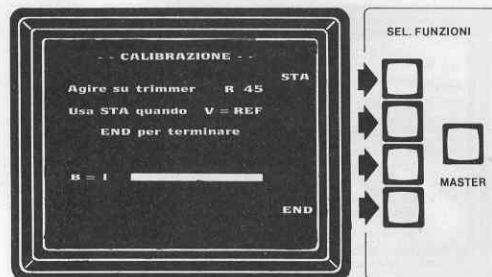 SEL. FUNZIONI
- - CALIBRAZIONE - -
STA
Agire su trimmer R 45
Usa STA quando V = REF
END per terminare
MASTER
B = I
END